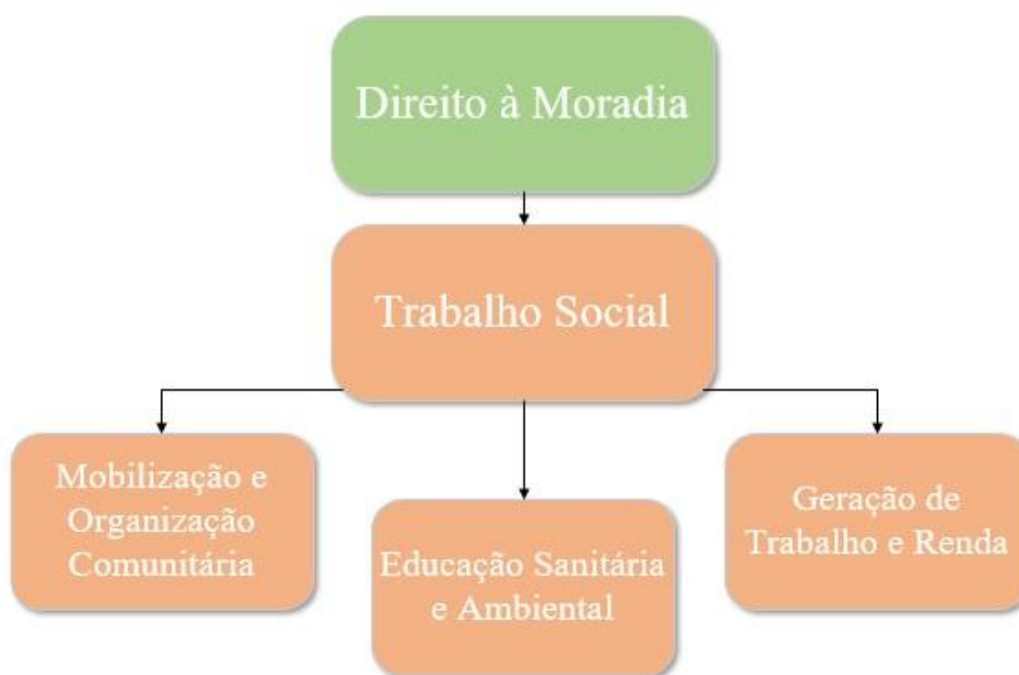 Direito à Moradia
Trabalho Social
Mobilização e
Organização
Comunitária
Educação Sanitária
e Ambiental
Geração de
Trabalho e Renda